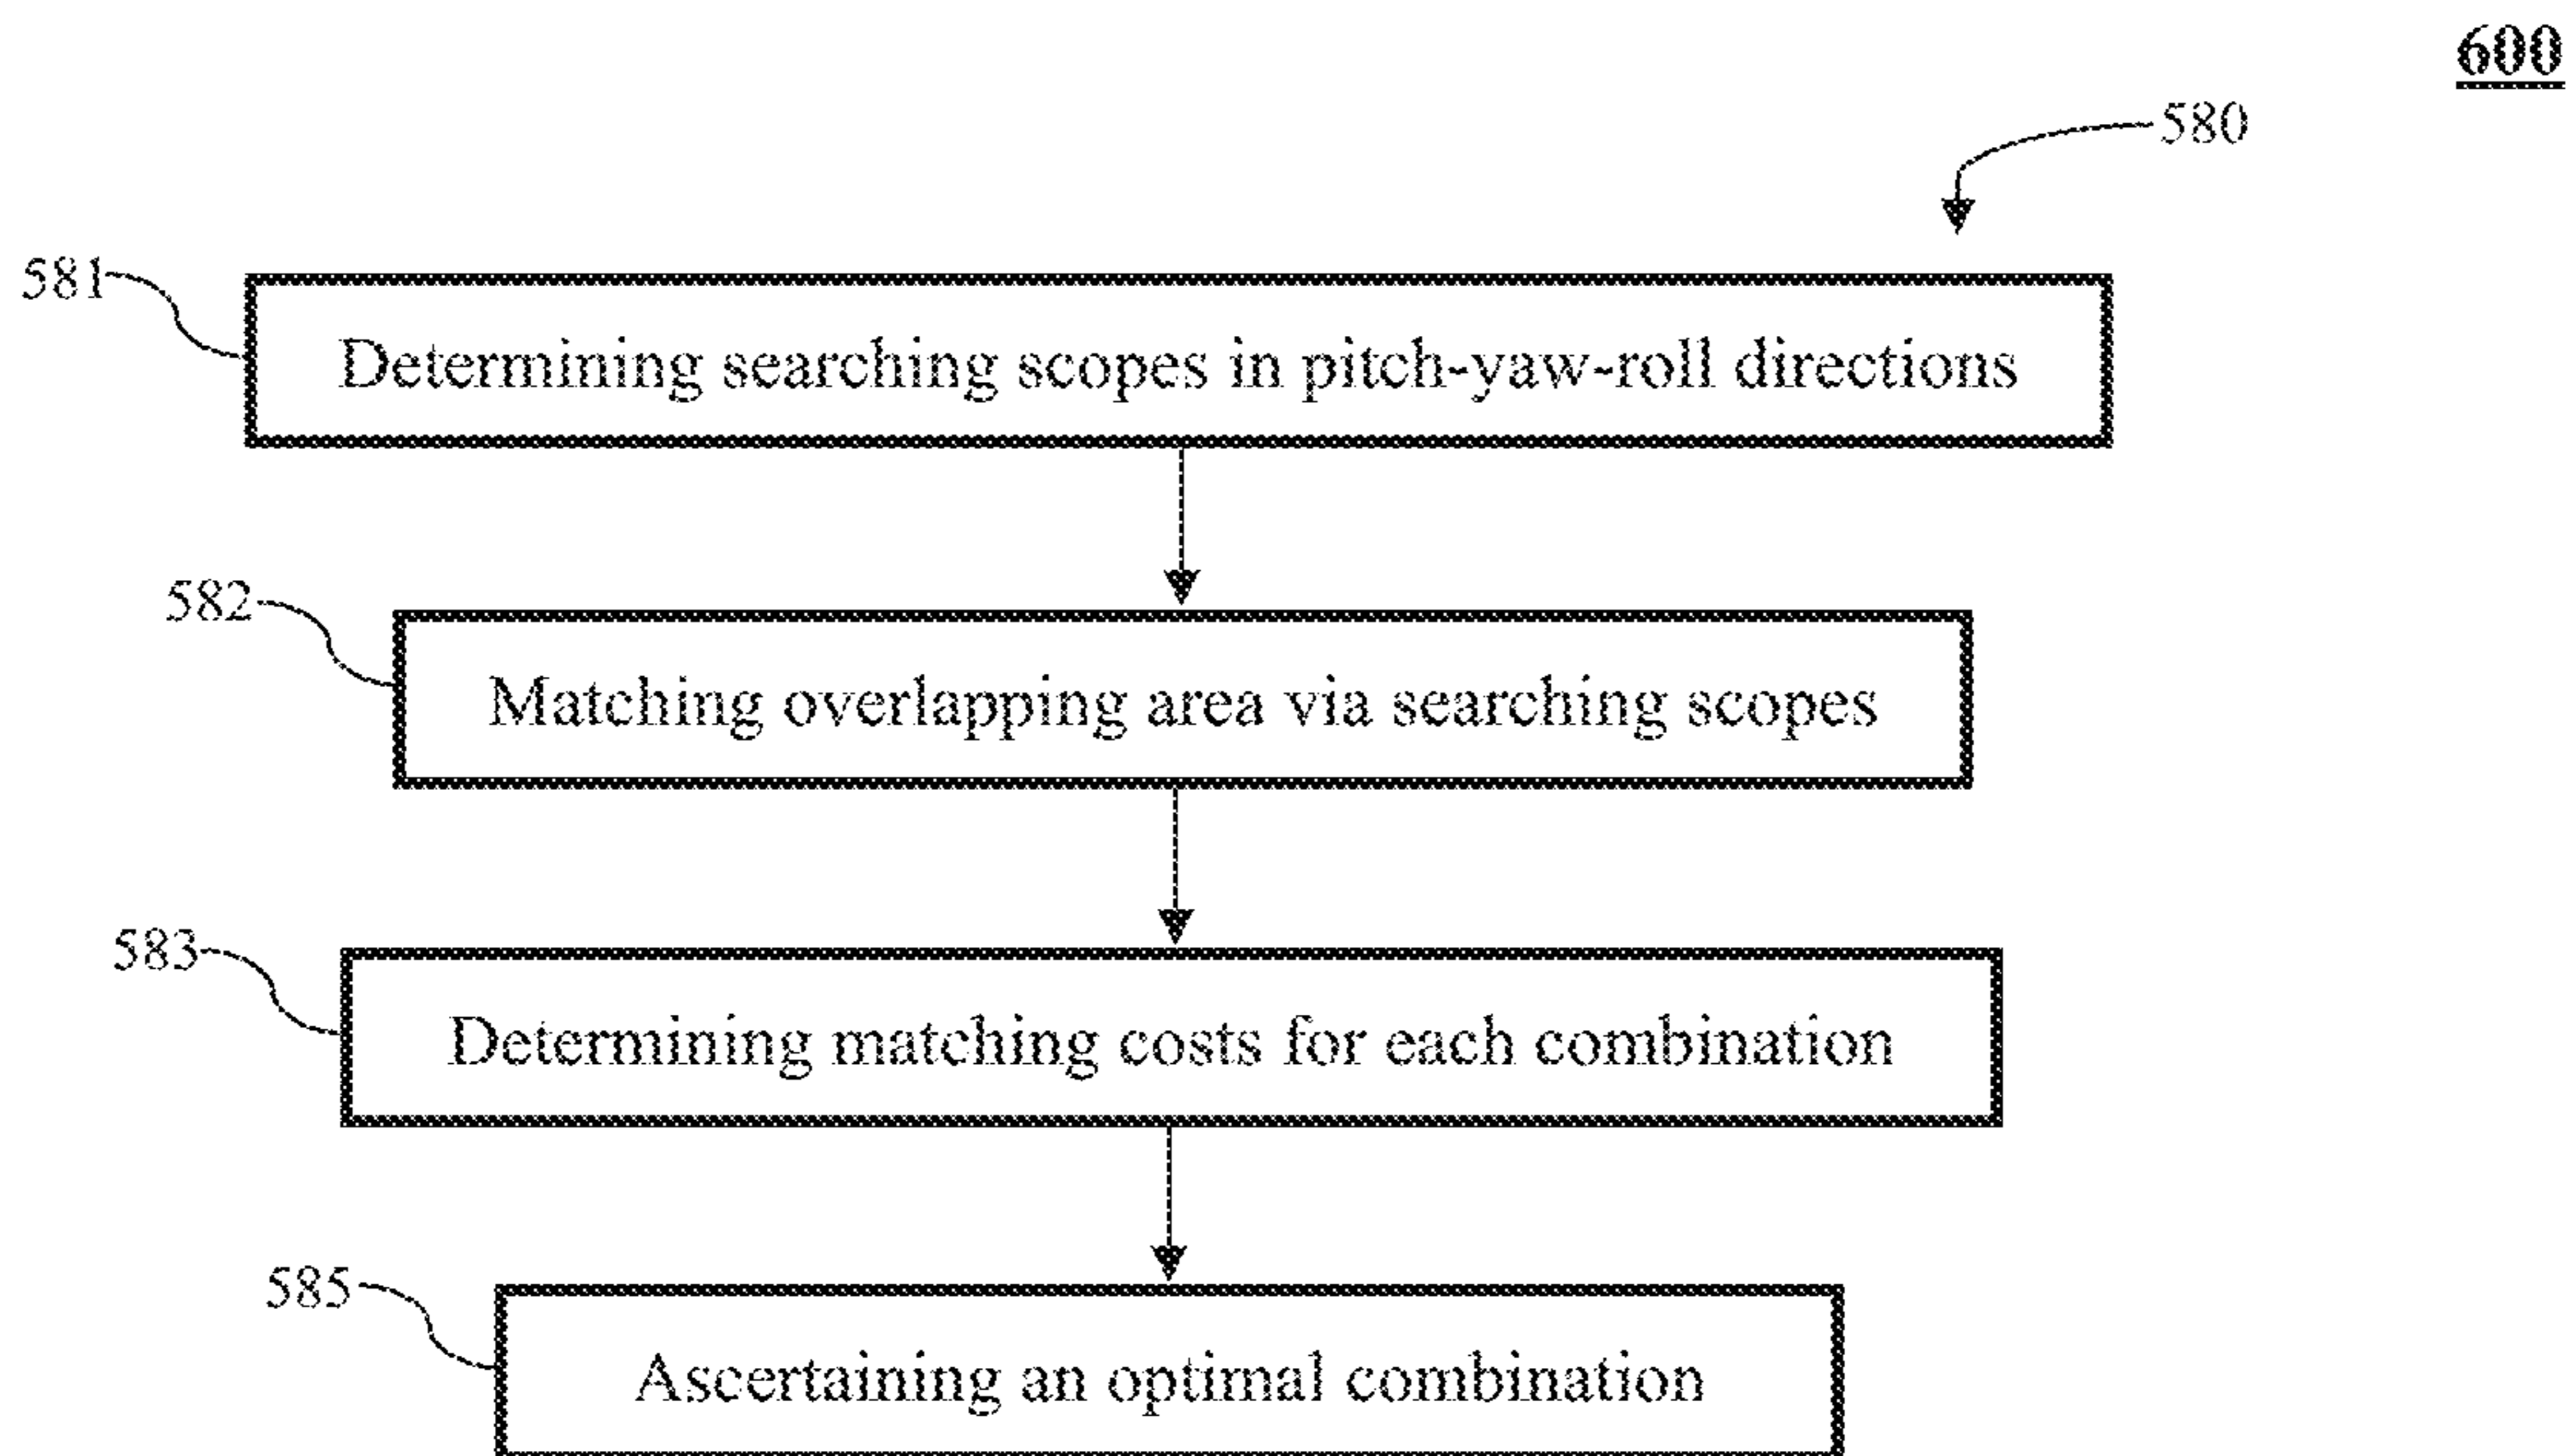 600
580
581
Determining searching scopes in pitch-yaw-roll directions
582
Matching overlapping area via searching scopes
583
Determining matching costs for each combination
585
Ascertaining an optimal combination